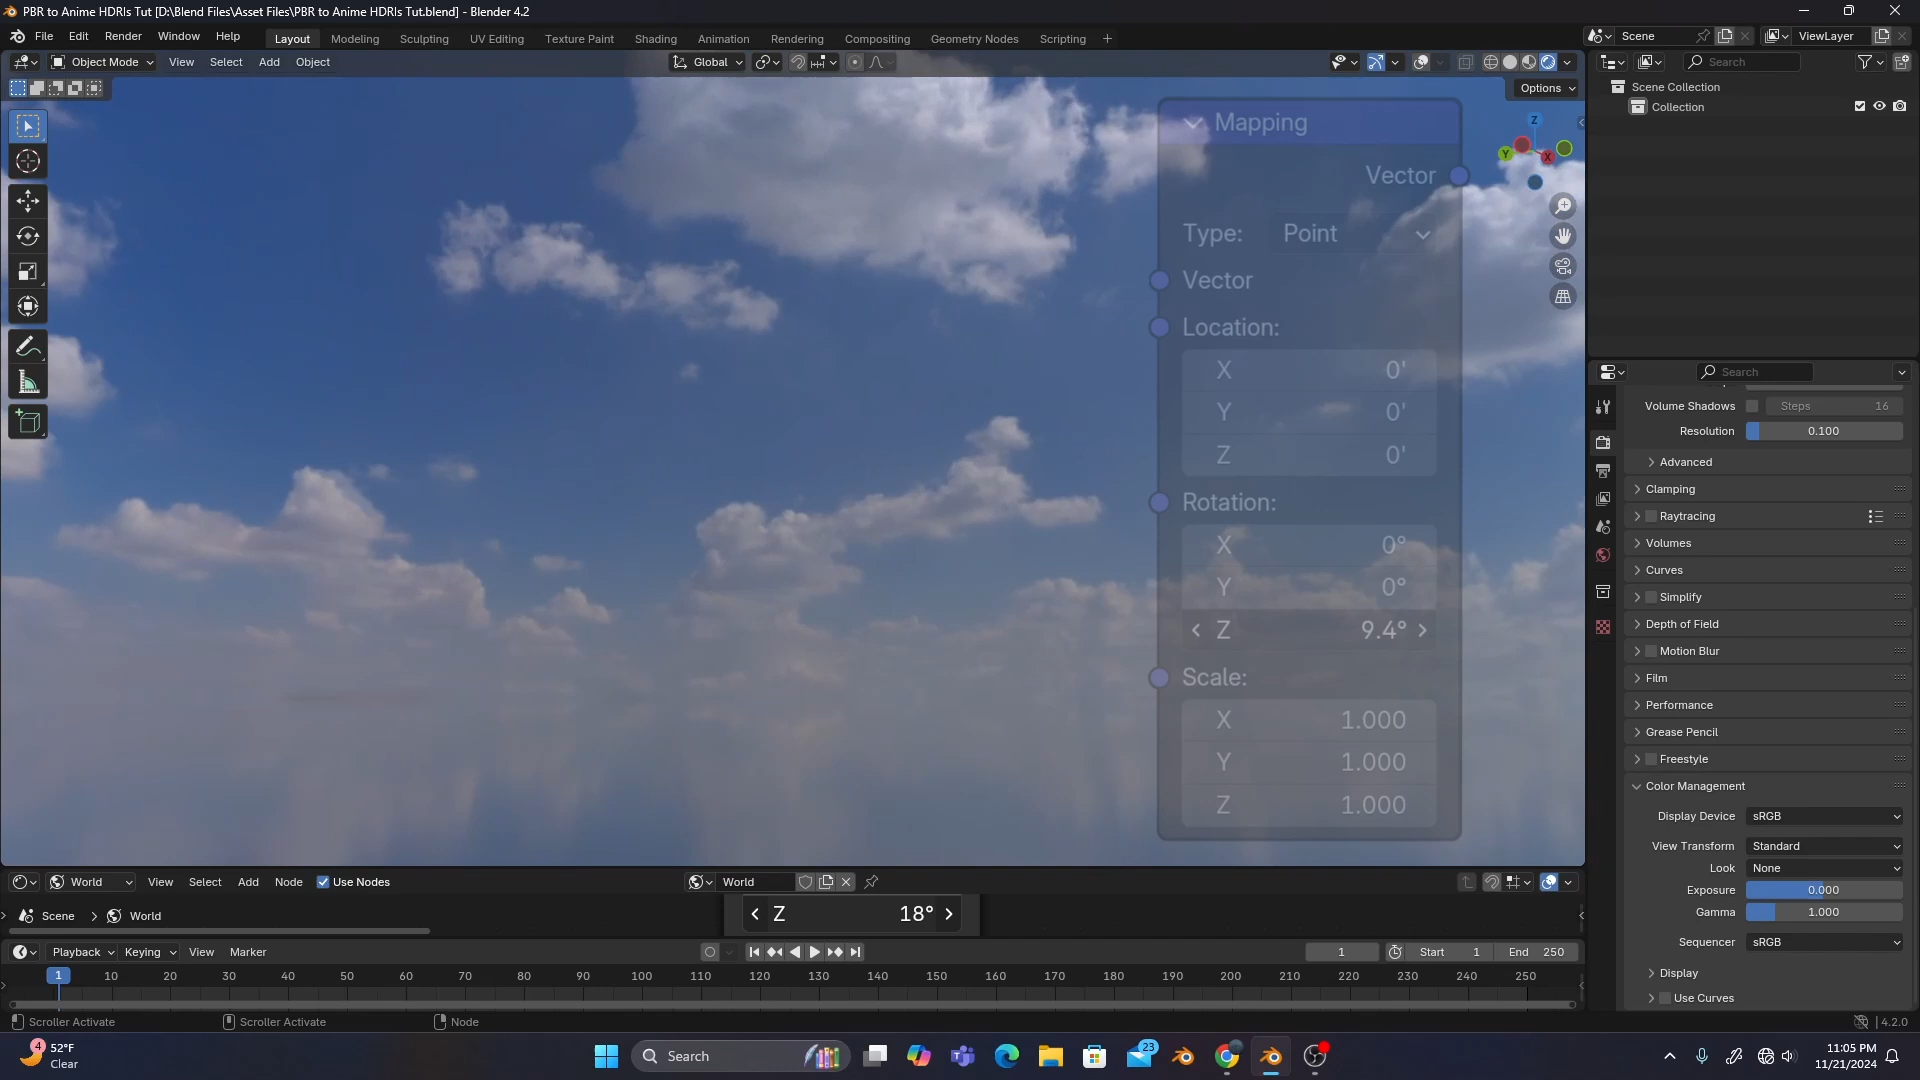 PBR to Anime HDRIs Tut [D:\Blend Files\Asset Files\PBR to Anime HDRIs Tut.blend] - Blender 4.2
File Edit Render Window Help Layout Modeling Sculpting UV Editing Texture Paint Shading Animation Rendering Compositing Geometry Nodes Scripting + Scene ViewLayer
Object Mode View Select Add Object Global Search
Options
Scene Collection
Collection
Mapping
Z
Y
X
Vector
Type: Point
Vector
Location:
X 0'
Y 0'
Z 0'
Rotation:
X 0°
Y 0°
Z 9.4°
Scale:
X 1.000
Y 1.000
Z 1.000
Search
Volume Shadows Steps 16
Resolution 0.100
Advanced
Clamping
Raytracing
Volumes
Curves
Simplify
Depth of Field
Motion Blur
Film
Performance
Grease Pencil
Freestyle
Color Management
Display Device sRGB
View Transform Standard
Look None
Exposure 0.000
Gamma 1.000
Sequencer sRGB
Display
Use Curves
World View Select Add Node Use Nodes World
Scene > World
Z 18°
Playback Keying View Marker 1 Start 1 End 250
1 10 20 30 40 50 60 70 80 90 100 110 120 130 140 150 160 170 180 190 200 210 220 230 240 250
Scroller Activate Scroller Activate Node 4.2.0
4 52°F
Clear
Search
23
11:05 PM
11/21/2024